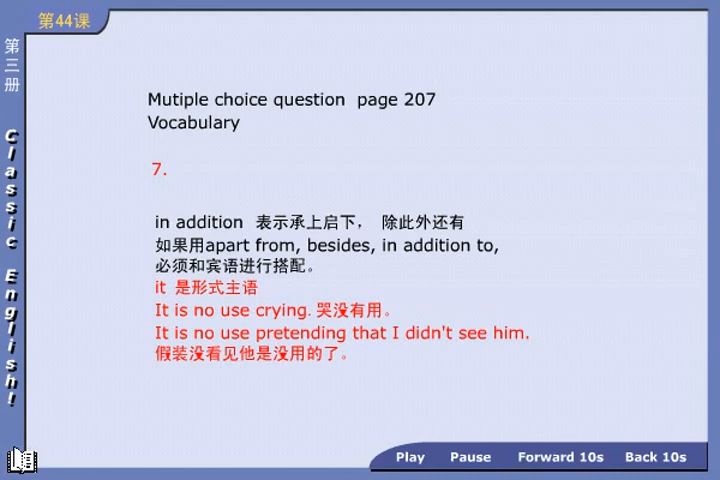 第44课
第三册
Classic English!
Mutiple choice question page 207
Vocabulary
7.
in addition 表示承上启下， 除此外还有
如果用apart from, besides, in addition to,
必须和宾语进行搭配。
it 是形式主语
It is no use crying. 哭没有用。
It is no use pretending that I didn't see him.
假装没看见他是没用的了。
Play Pause Forward 10s Back 10s